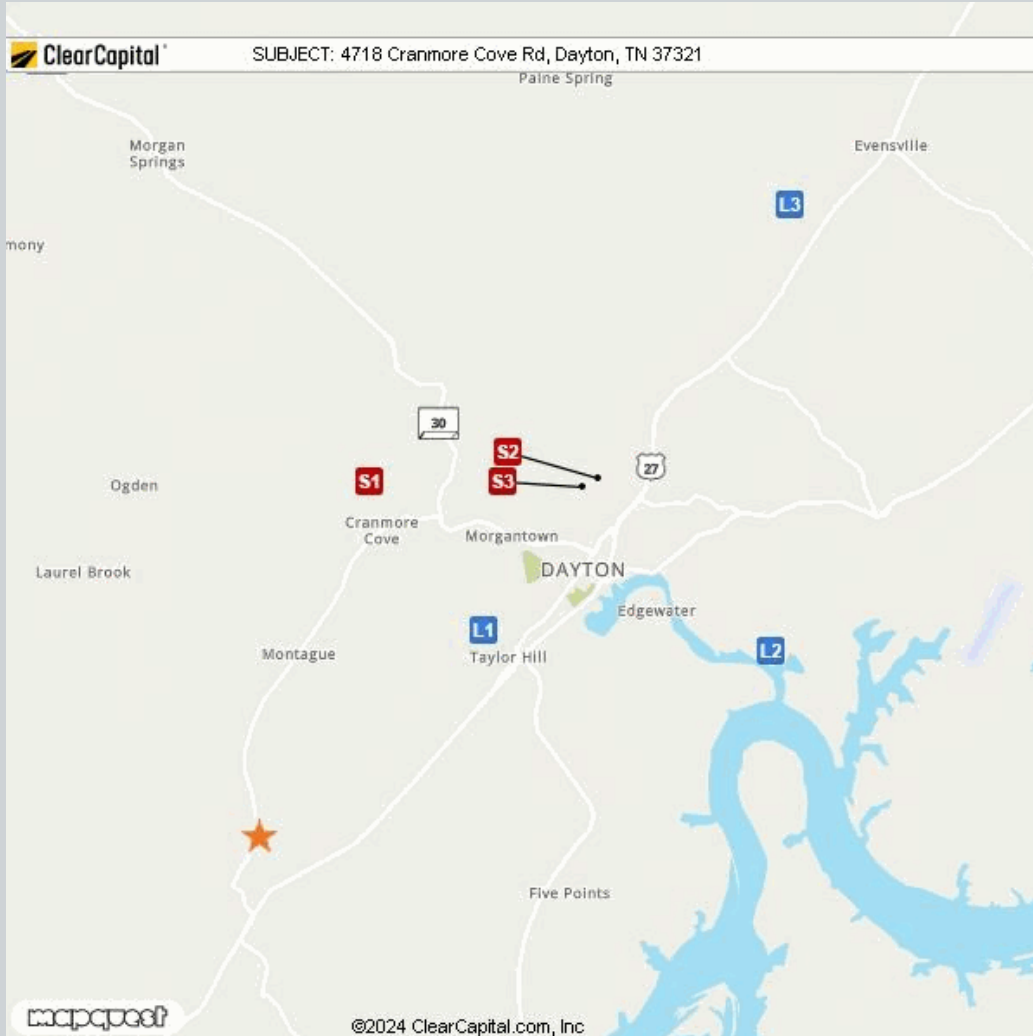 ClearCapital
SUBJECT: 4718 Cranmore Cove Rd, Dayton, TN 37321
Paine Spring
Morgan
Springs
Evensville
L3
mony
30
S2
27
S1
S3
Ogden
Cranmore
Cove
Morgantown
DAYTON
Laurel Brook
Edgewater
L1
L2
Montague
Taylor Hill
Five Points
mapquest
©2024 ClearCapital.com, Inc